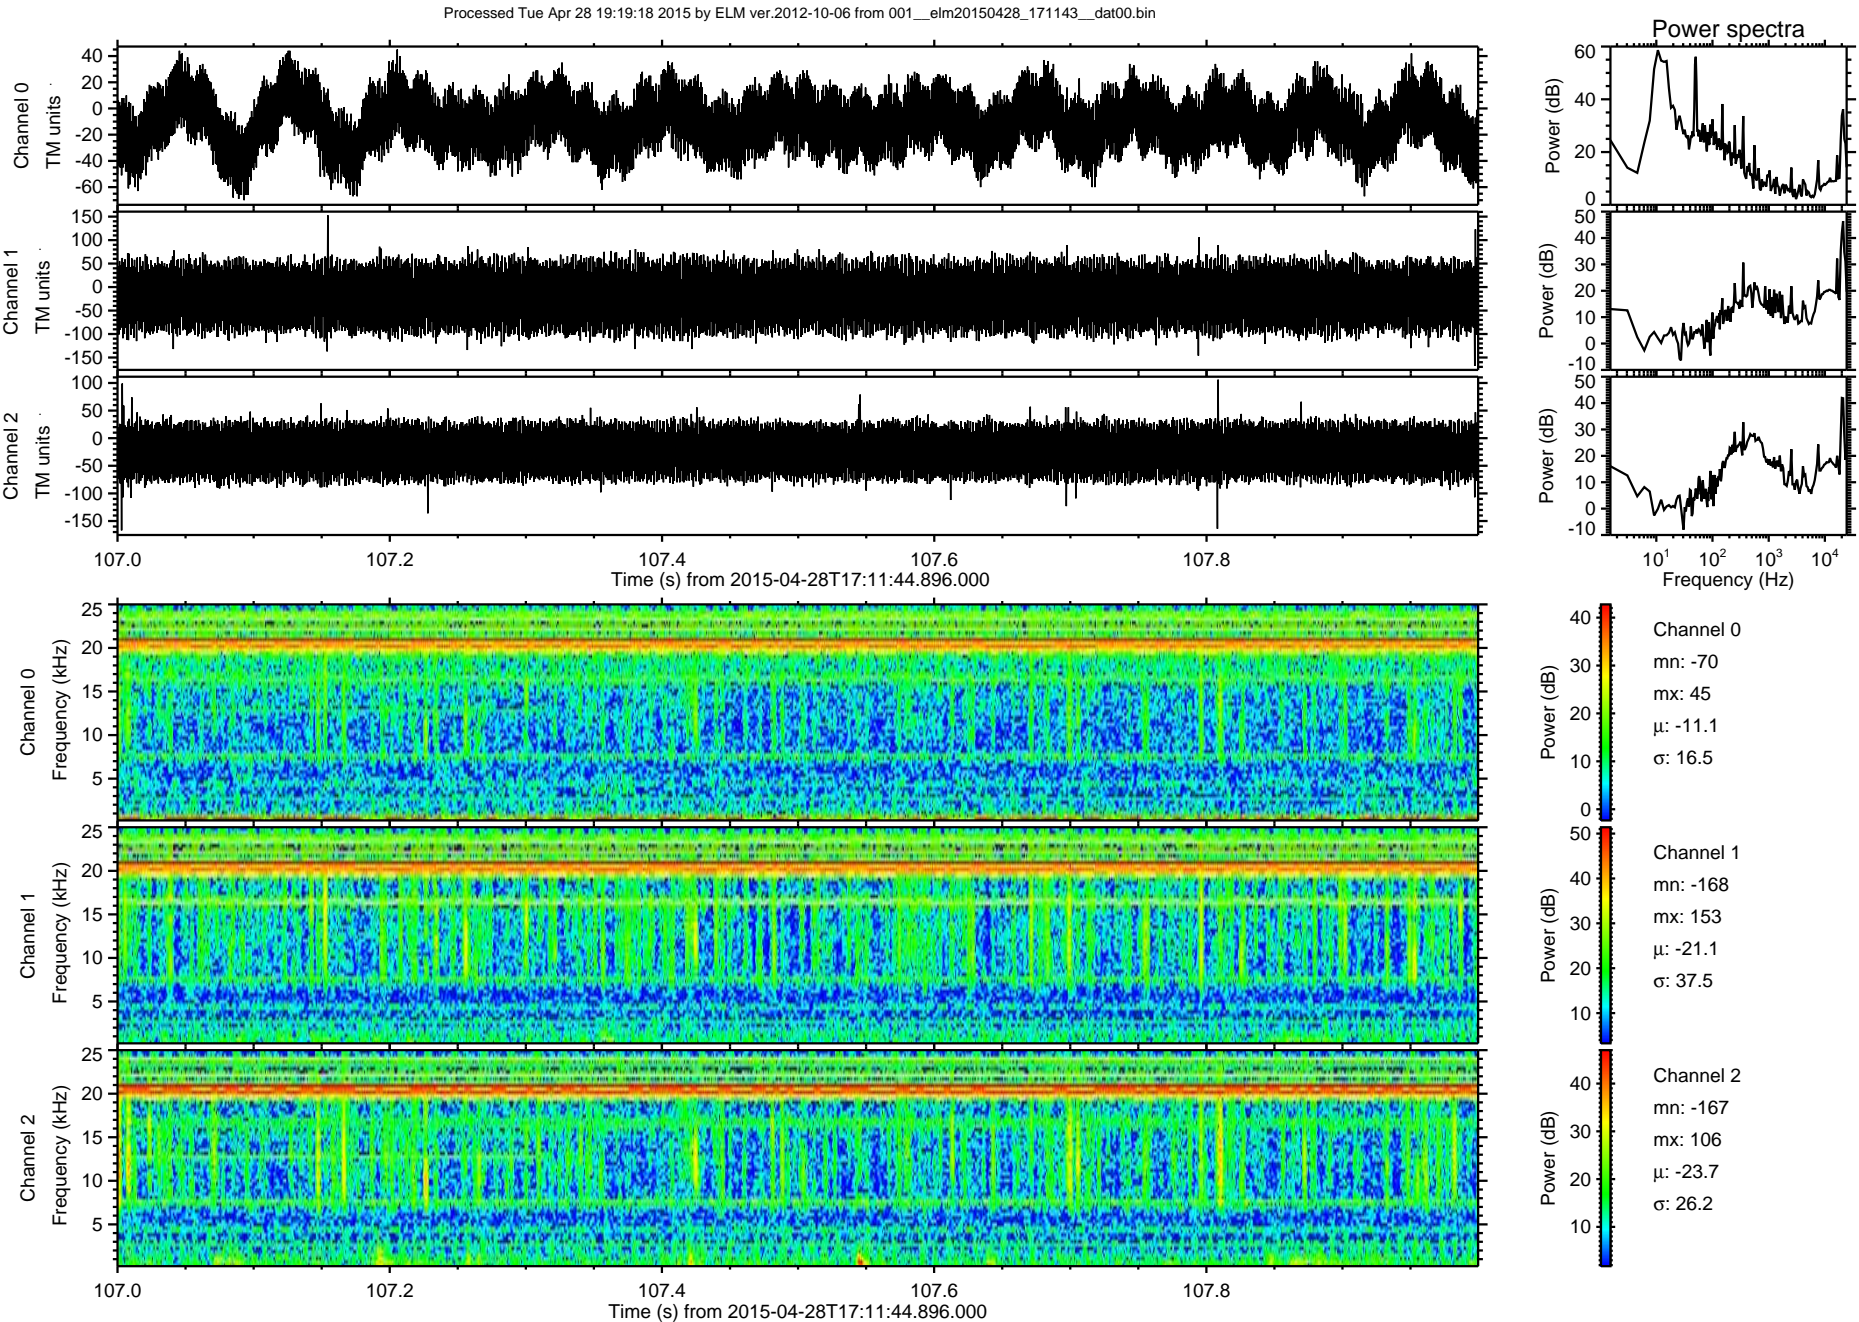 Processed Tue Apr 28 19:19:18 2015 by ELM ver.2012-10-06 from 001__elm20150428_171143__dat00.bin
Power spectra
Channel 0
TM units
40
20
0
-20
-40
-60
Power (dB)
60
40
20
0
Channel 1
TM units
150
100
50
0
-50
-100
-150
Power (dB)
50
40
30
20
10
0
-10
Channel 2
TM units
100
50
0
-50
-100
-150
Power (dB)
50
40
30
20
10
0
-10
107.0 107.2 107.4 107.6 107.8
Time (s) from 2015-04-28T17:11:44.896.000
10¹ 10² 10³ 10⁴
Frequency (Hz)
Channel 0
Frequency (kHz)
25
20
15
10
5
Power (dB)
40
30
20
10
0
Channel 0
mn: -70
mx: 45
μ: -11.1
σ: 16.5
Channel 1
Frequency (kHz)
25
20
15
10
5
Power (dB)
50
40
30
20
10
Channel 1
mn: -168
mx: 153
μ: -21.1
σ: 37.5
Channel 2
Frequency (kHz)
25
20
15
10
5
Power (dB)
40
30
20
10
Channel 2
mn: -167
mx: 106
μ: -23.7
σ: 26.2
107.0 107.2 107.4 107.6 107.8
Time (s) from 2015-04-28T17:11:44.896.000